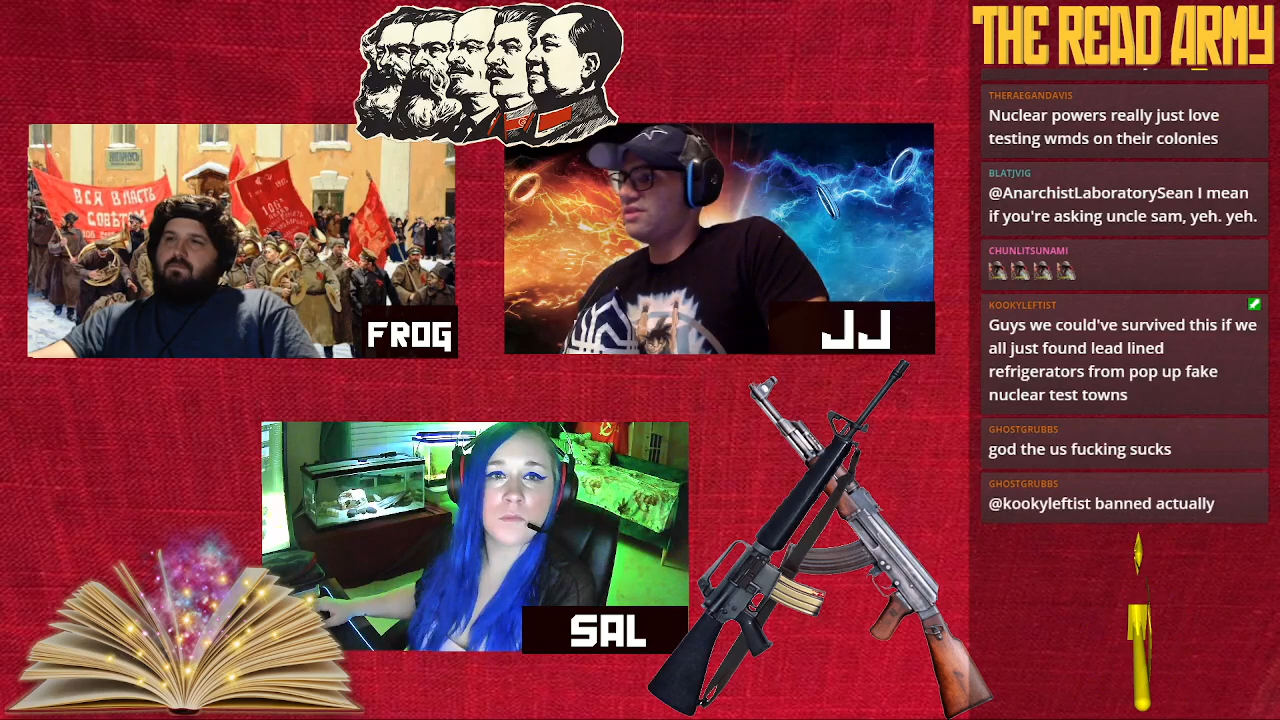 THE READ ARMY
THERAEGANDAVIS
Nuclear powers really just love
testing wmds on their colonies
BLATJVIG
@AnarchistLaboratorySean I mean
if you're asking uncle sam, yeh. yeh.
CHUNLITSUNAMI
KOOKYLEFTIST
Guys we could've survived this if we
all just found lead lined
refrigerators from pop up fake
nuclear test towns
GHOSTGRUBBS
god the us fucking sucks
GHOSTGRUBBS
@kookyleftist banned actually
ВСЯ ВЛАСТЬ
СОВѢТАМ
FROG
JJ
SAL